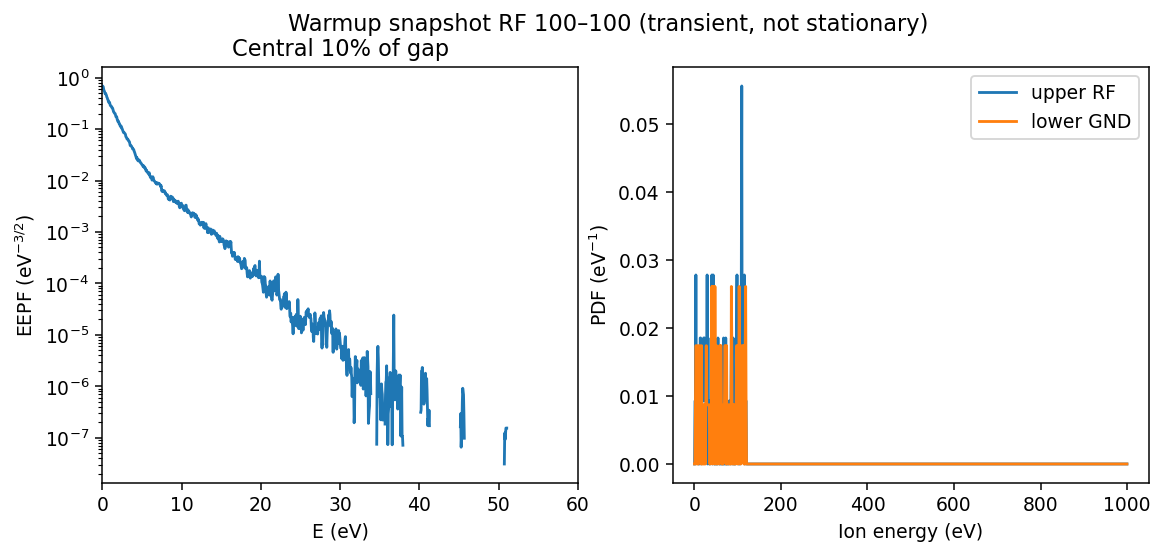 Warmup snapshot RF 100–100 (transient, not stationary)
Central 10% of gap
EEPF (eV⁻³ᐟ²)
10⁰
10⁻¹
10⁻²
10⁻³
10⁻⁴
10⁻⁵
10⁻⁶
10⁻⁷
0 10 20 30 40 50 60
E (eV)
PDF (eV⁻¹)
0.05
0.04
0.03
0.02
0.01
0.00
upper RF
lower GND
0 200 400 600 800 1000
Ion energy (eV)